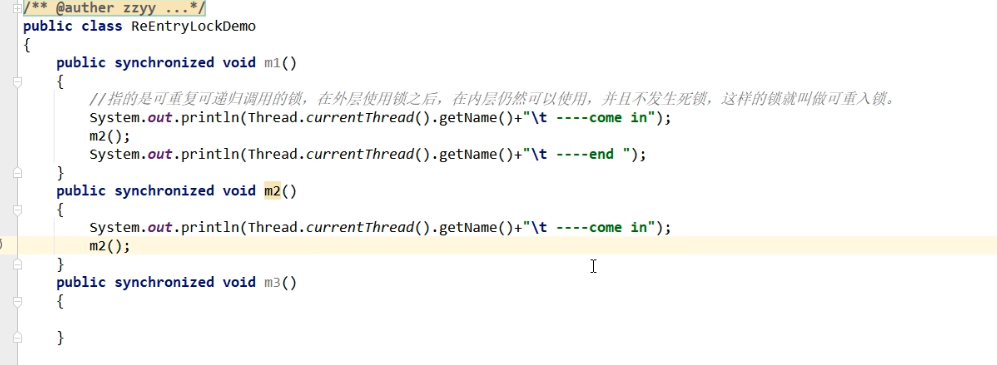 /** @auther zzyy ...*/
public class ReEntryLockDemo
{
public synchronized void m1()
{
//指的是可重复可递归调用的锁，在外层使用锁之后，在内层仍然可以使用，并且不发生死锁，这样的锁就叫做可重入锁。
System.out.println(Thread.currentThread().getName()+"\t ----come in");
m2();
System.out.println(Thread.currentThread().getName()+"\t ----end ");
}
public synchronized void m2()
{
System.out.println(Thread.currentThread().getName()+"\t ----come in");
m2();
}
public synchronized void m3()
{
}